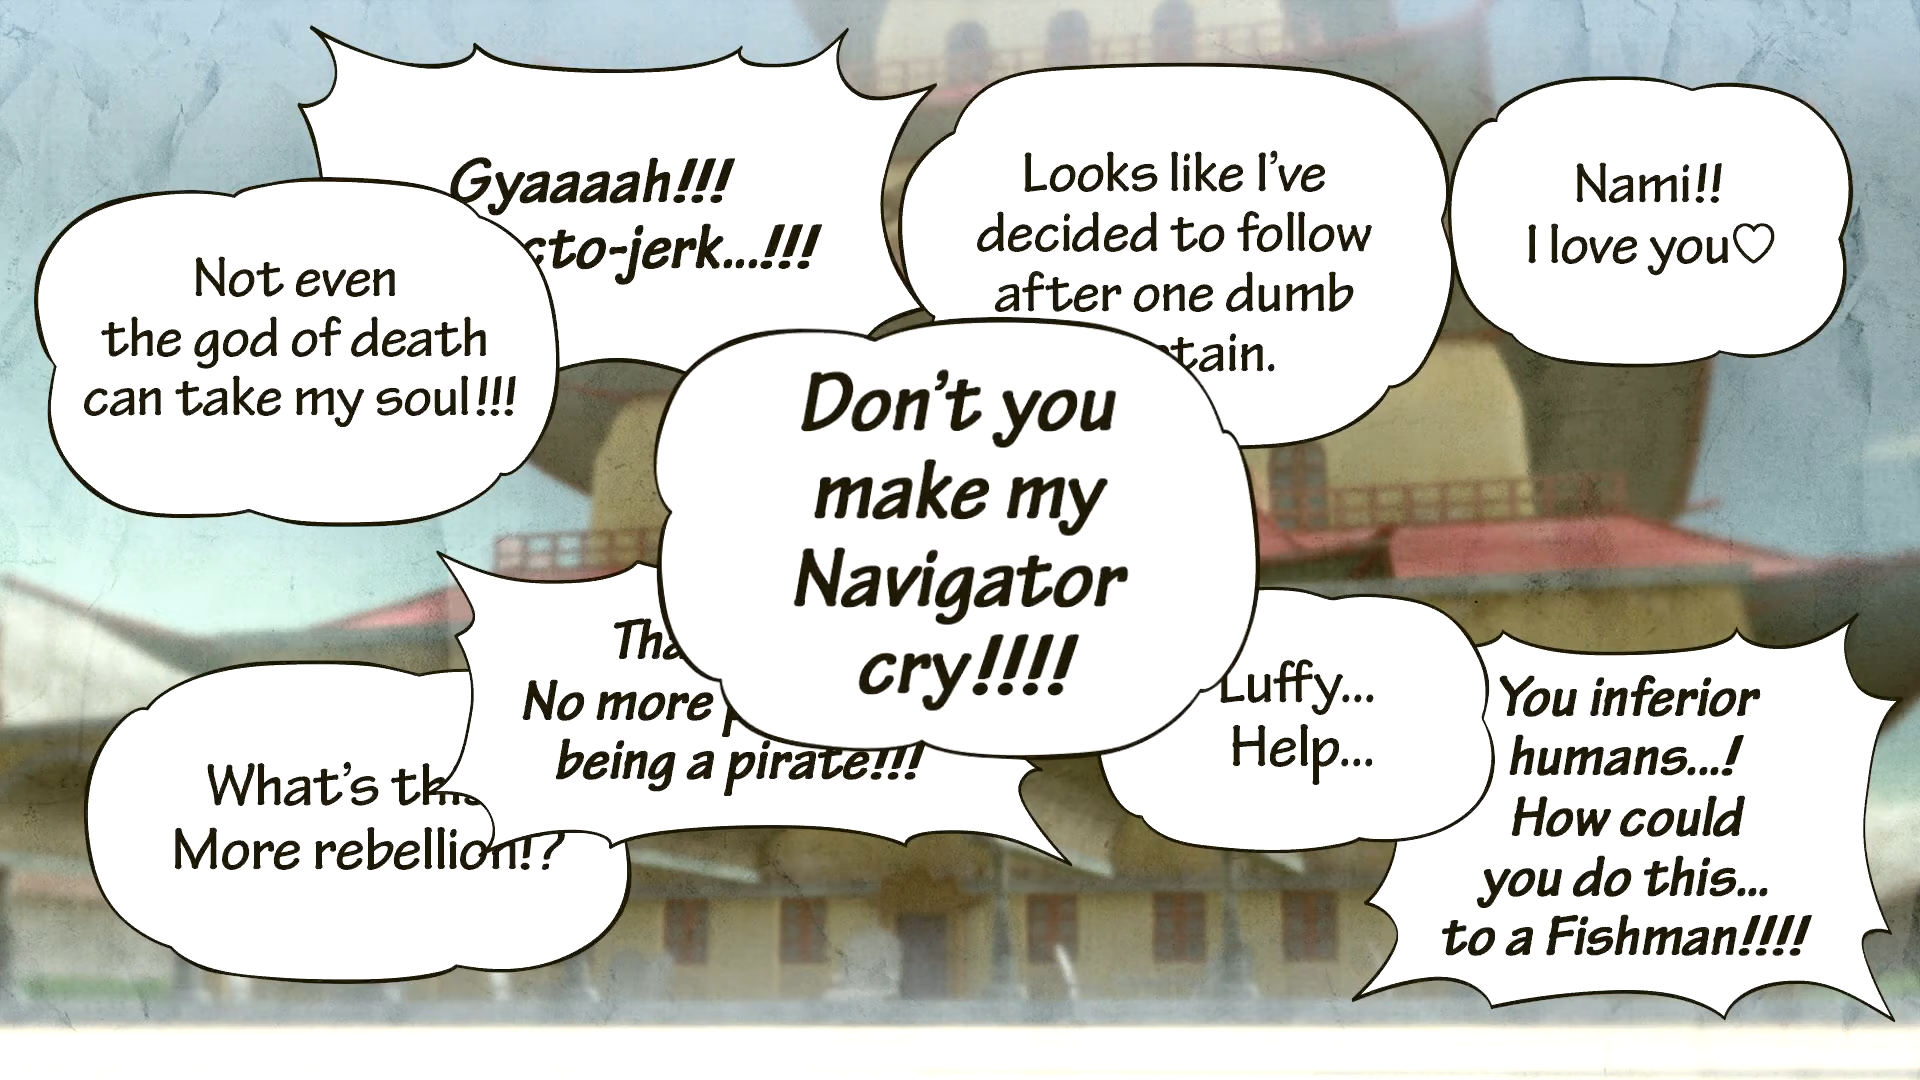 Gyaaaah!!!
cto-jerk...!!!
Looks like I've
decided to follow
after one dumb
tain.
Nami!!
I love you♡
Not even
the god of death
can take my soul!!!
Don't you
make my
Navigator
cry!!!!
No more
being a pirate!!!
Luffy...
Help...
You inferior
humans...!
How could
you do this...
to a Fishman!!!!
What's this
More rebellion!?